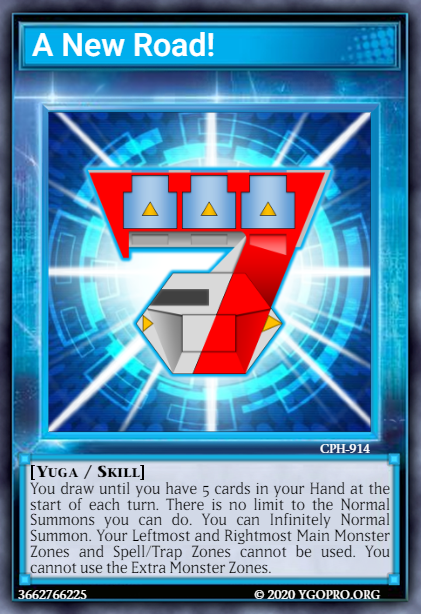 A New Road!
CPH-914
[Yuga / Skill]
You draw until you have 5 cards in your Hand at the
start of each turn. There is no limit to the Normal
Summons you can do. You can Infinitely Normal
Summon. Your Leftmost and Rightmost Main Monster
Zones and Spell/Trap Zones cannot be used. You
cannot use the Extra Monster Zones.
3662766225
© 2020 YGOPRO.ORG